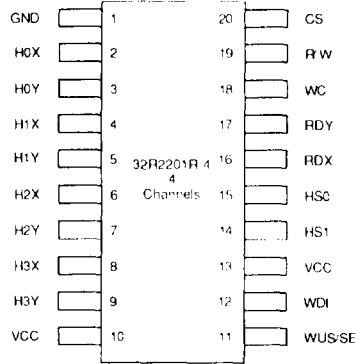 GND 1 20 CS
H0X 2 19 R/W
H0Y 3 18 WC
H1X 4 17 RDY
H1Y 5 16 RDX
32R2201R-4
4
Channels
H2X 6 15 HS0
H2Y 7 14 HS1
H3X 8 13 VCC
H3Y 9 12 WDI
VCC 10 11 WUS/SE